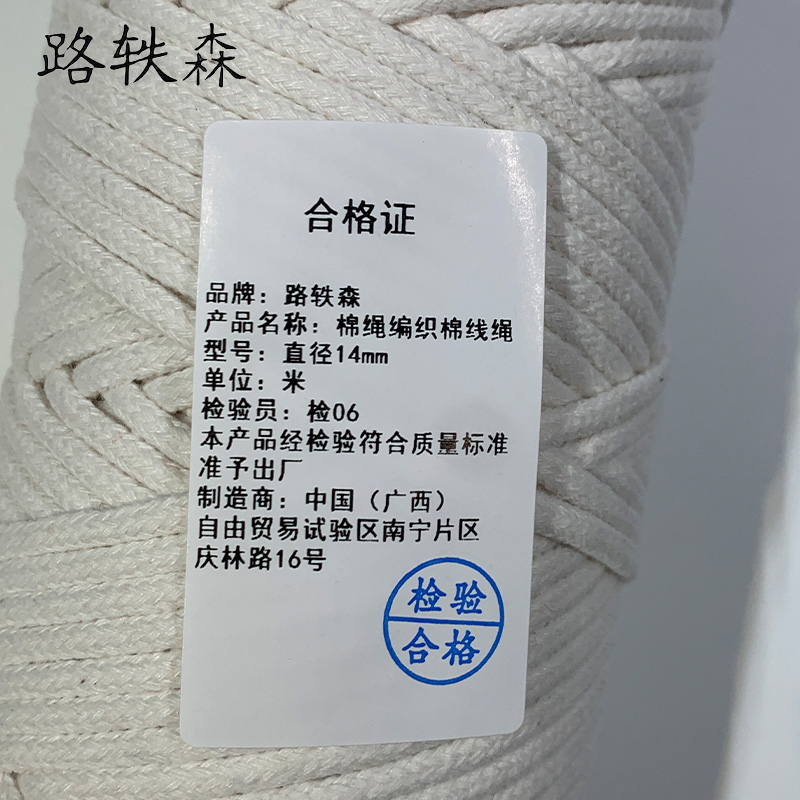 路轶森
合格证
品牌：路轶森
产品名称：棉绳编织棉线绳
型号：直径14mm
单位：米
检验员：检06
本产品经检验符合质量标准
准予出厂
制造商：中国（广西）
自由贸易试验区南宁片区
庆林路16号
检验
合格